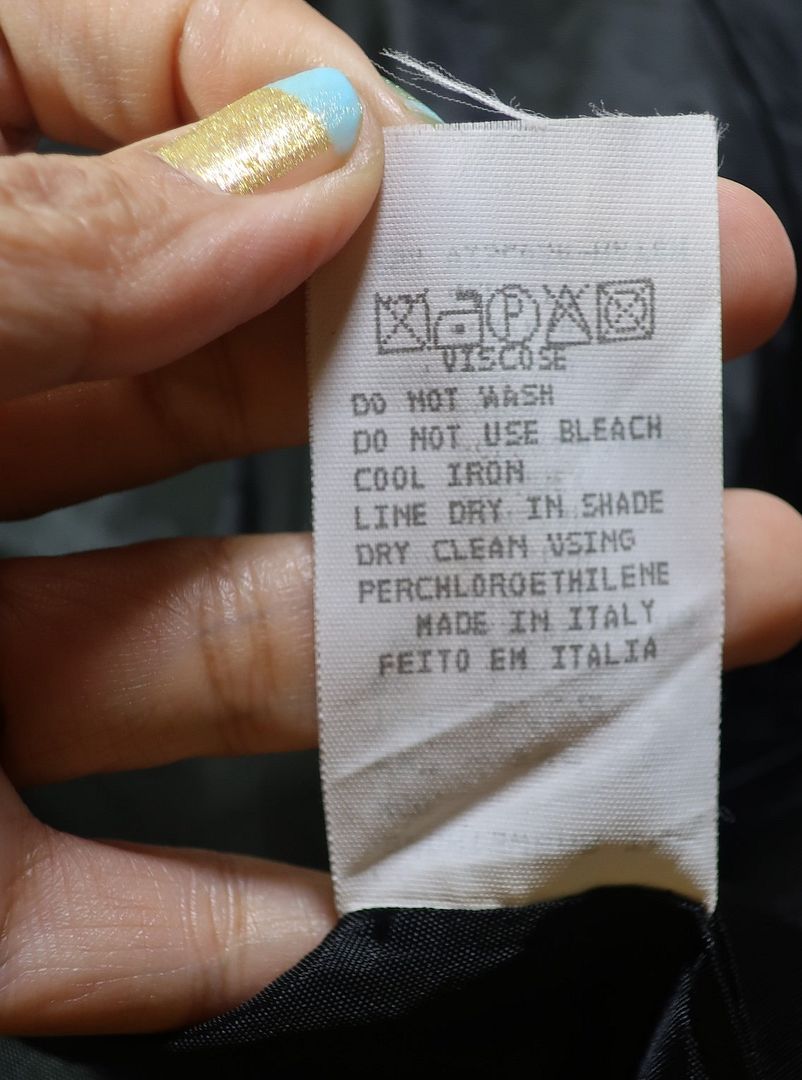 P
VISCOSE
DO NOT WASH
DO NOT USE BLEACH
COOL IRON
LINE DRY IN SHADE
DRY CLEAN USING
PERCHLOROETHILENE
MADE IN ITALY
FEITO EM ITALIA